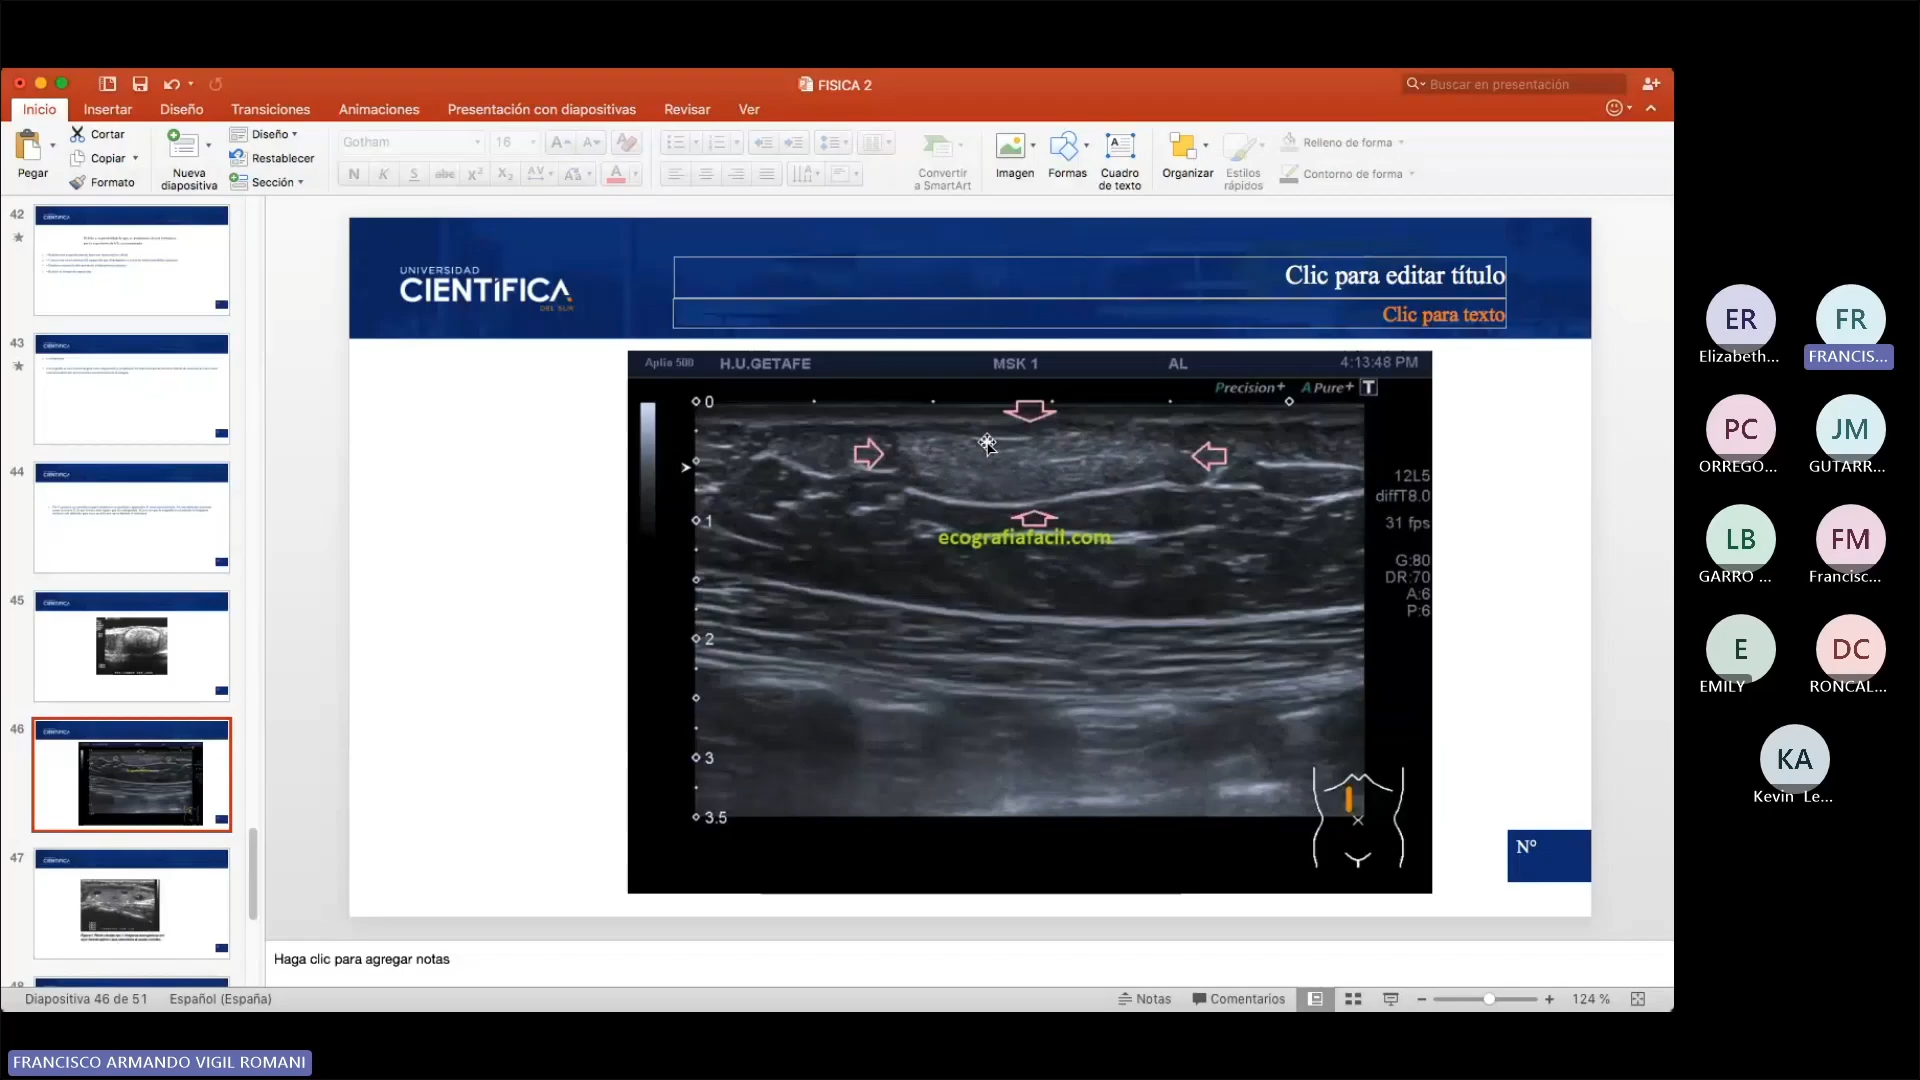 FISICA 2
Buscar en presentación
Inicio
Insertar
Diseño
Transiciones
Animaciones
Presentación con diapositivas
Revisar
Ver
Pegar
Cortar
Copiar
Formato
Nueva
diapositiva
Diseño
Restablecer
Sección
Gotham
16
Convertir
a SmartArt
Imagen
Formas
Cuadro
de texto
Organizar
Estilos
rápidos
Relleno de forma
Contorno de forma
42
43
44
45
46
47
UNIVERSIDAD
CIENTÍFICA
DEL SUR
Clic para editar título
Clic para texto
Aplio 500 H.U.GETAFE MSK 1 AL 4:13:48 PM
Precision+ A Pure+ T
0
1
2
3
3.5
ecografiafacil.com
12L5
diffT8.0
31 fps
G:80
DR:70
A:6
P:6
N°
Haga clic para agregar notas
Diapositiva 46 de 51
Español (España)
Notas
Comentarios
124 %
ER
Elizabeth...
FR
FRANCIS...
PC
ORREGO...
JM
GUTARR...
LB
GARRO ...
FM
Francisc...
E
EMILY
DC
RONCAL...
KA
Kevin Le...
FRANCISCO ARMANDO VIGIL ROMANI